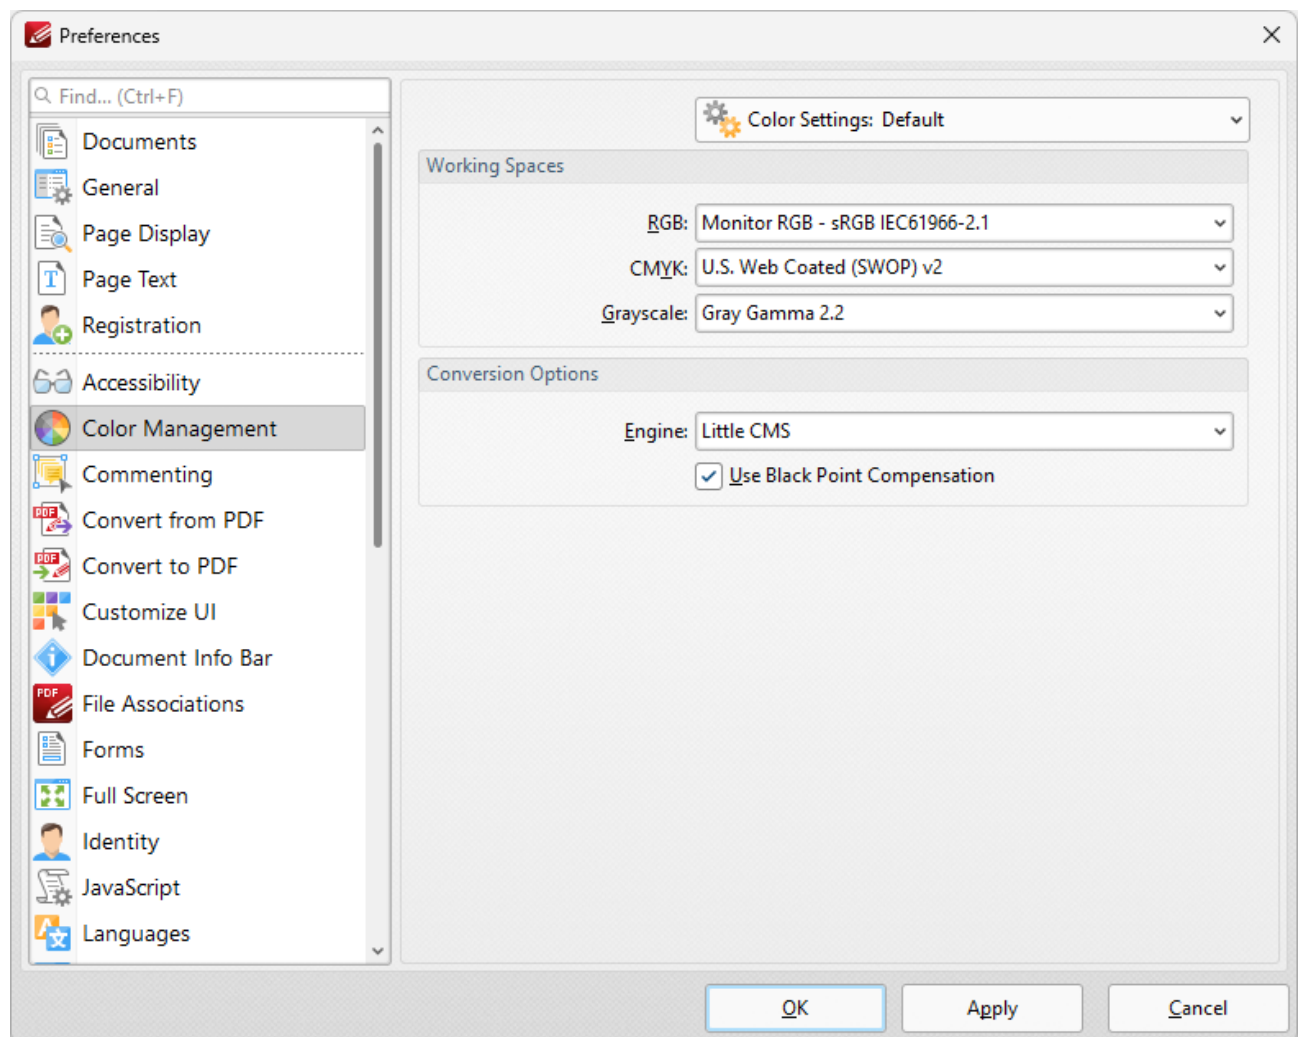 Preferences
Find... (Ctrl+F)
Documents
General
Page Display
Page Text
Registration
Accessibility
Color Management
Commenting
Convert from PDF
Convert to PDF
Customize UI
Document Info Bar
File Associations
Forms
Full Screen
Identity
JavaScript
Languages
Color Settings: Default
Working Spaces
RGB: Monitor RGB - sRGB IEC61966-2.1
CMYK: U.S. Web Coated (SWOP) v2
Grayscale: Gray Gamma 2.2
Conversion Options
Engine: Little CMS
Use Black Point Compensation
OK Apply Cancel